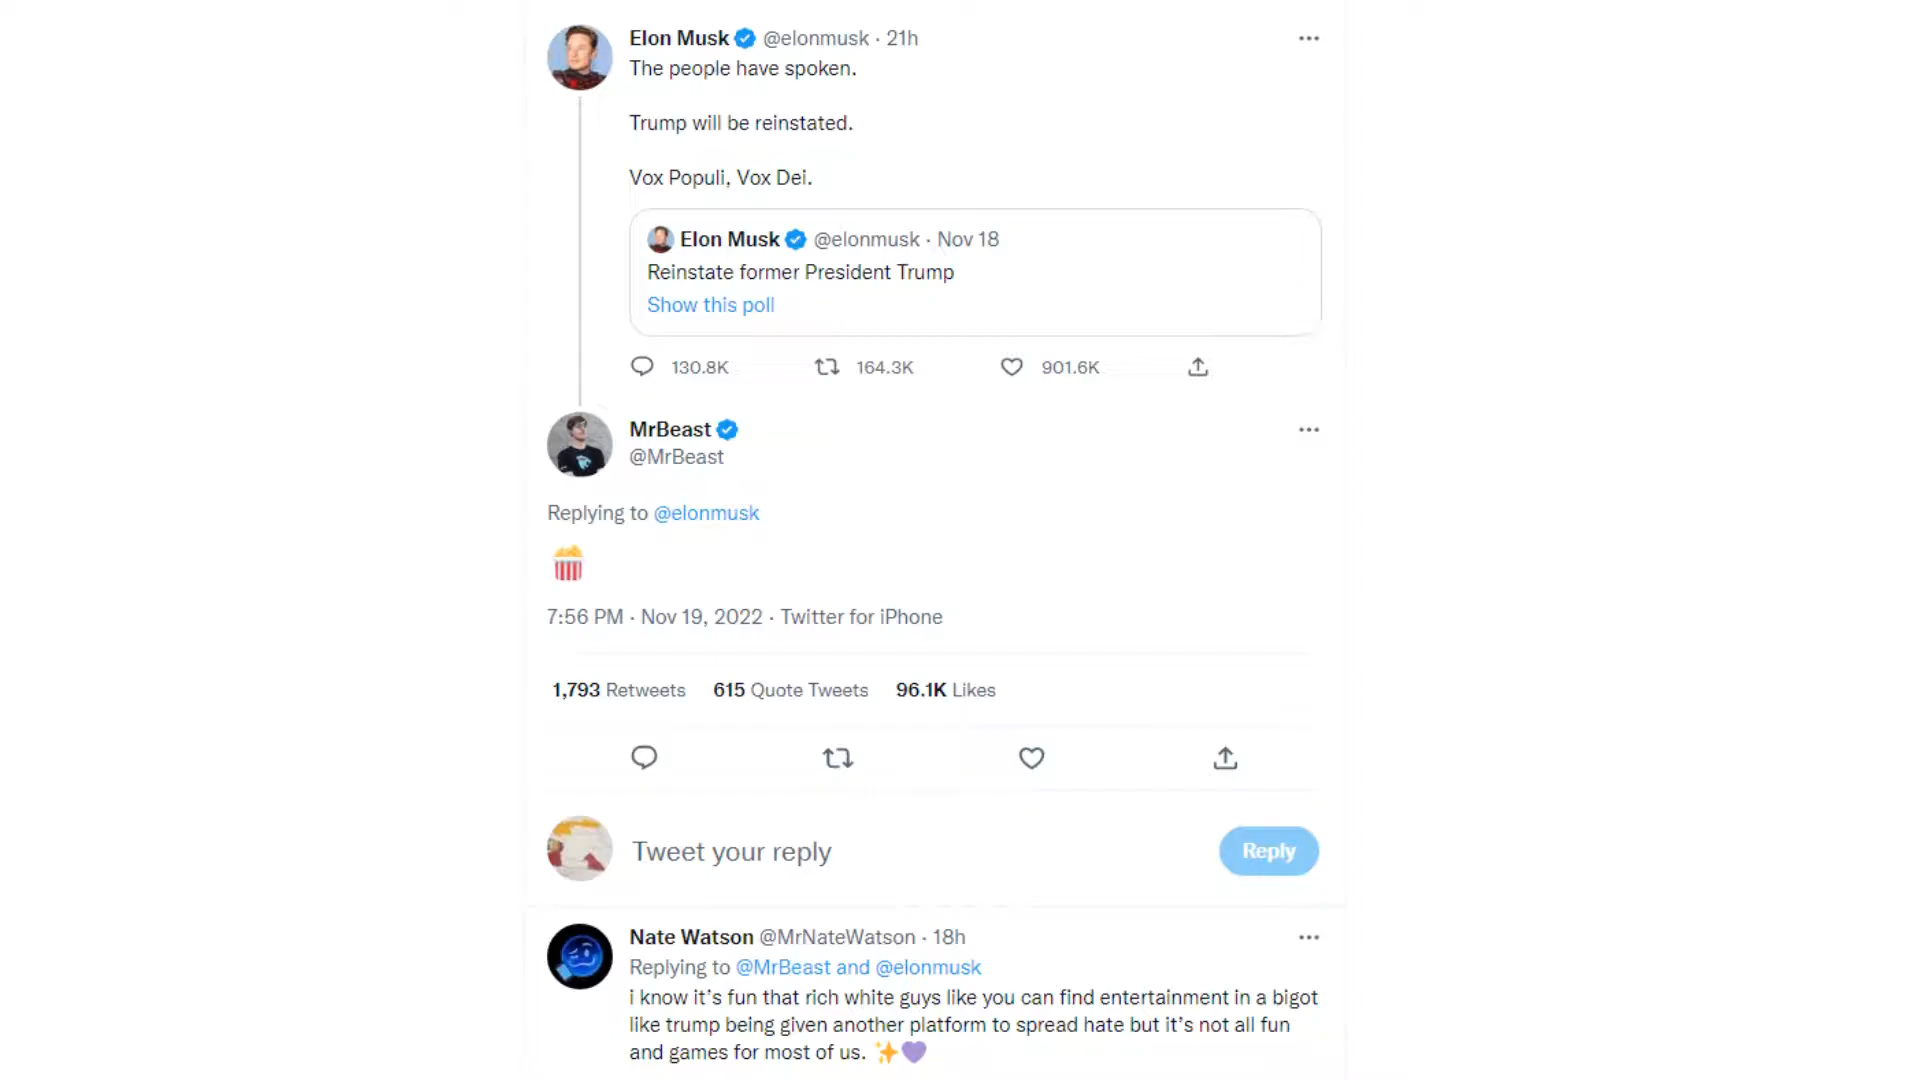 Elon Musk @elonmusk · 21h
The people have spoken.
Trump will be reinstated.
Vox Populi, Vox Dei.
Elon Musk @elonmusk · Nov 18
Reinstate former President Trump
Show this poll
130.8K 164.3K 901.6K
MrBeast
@MrBeast
Replying to @elonmusk
7:56 PM · Nov 19, 2022 · Twitter for iPhone
1,793 Retweets 615 Quote Tweets 96.1K Likes
Tweet your reply
Reply
Nate Watson @MrNateWatson · 18h
Replying to @MrBeast and @elonmusk
i know it’s fun that rich white guys like you can find entertainment in a bigot
like trump being given another platform to spread hate but it’s not all fun
and games for most of us. ✨💜